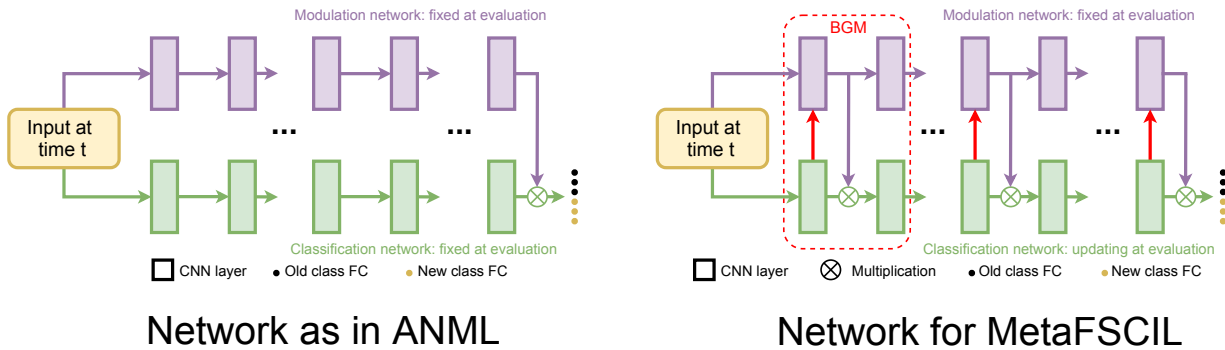 Modulation network: fixed at evaluation
Input at
time t
...
...
Classification network: fixed at evaluation
CNN layer
Old class FC
New class FC
Network as in ANML
Modulation network: fixed at evaluation
BGM
Input at
time t
...
...
Classification network: updating at evaluation
CNN layer
Multiplication
Old class FC
New class FC
Network for MetaFSCIL